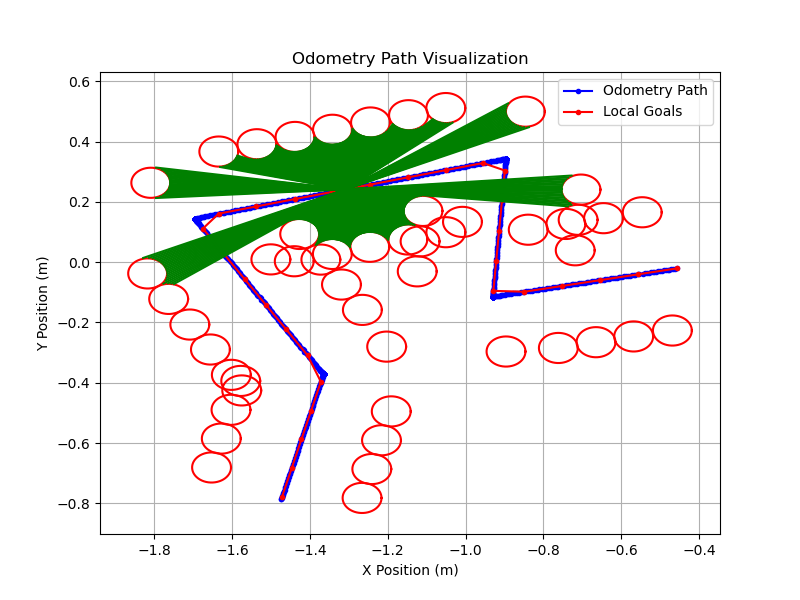 Odometry Path Visualization
Odometry Path
Local Goals
Y Position (m)
0.6
0.4
0.2
0.0
−0.2
−0.4
−0.6
−0.8
−1.8 −1.6 −1.4 −1.2 −1.0 −0.8 −0.6 −0.4
X Position (m)